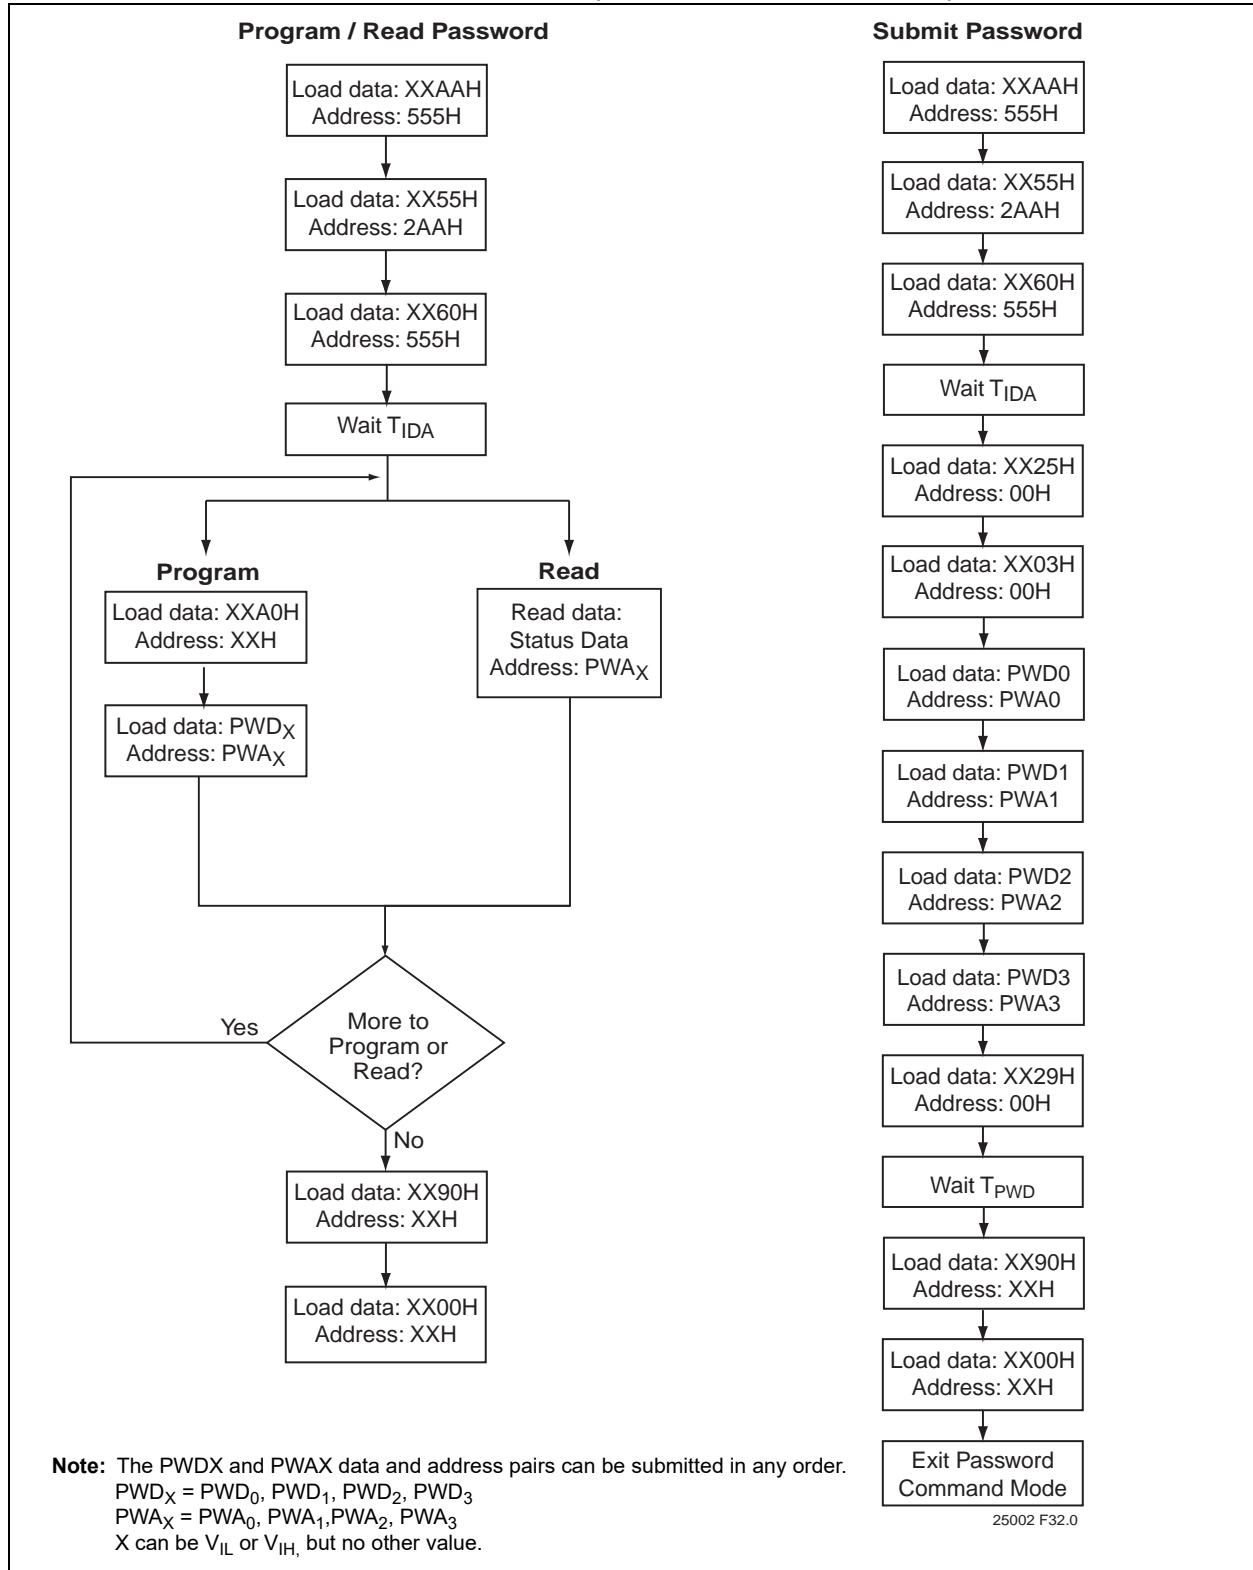 Program / Read Password
Load data: XXAAH
Address: 555H
Load data: XX55H
Address: 2AAH
Load data: XX60H
Address: 555H
Wait TIDA
Program
Load data: XXA0H
Address: XXH
Load data: PWDX
Address: PWAX
Read
Read data:
Status Data
Address: PWAX
Yes
More to
Program or
Read?
No
Load data: XX90H
Address: XXH
Load data: XX00H
Address: XXH
Submit Password
Load data: XXAAH
Address: 555H
Load data: XX55H
Address: 2AAH
Load data: XX60H
Address: 555H
Wait TIDA
Load data: XX25H
Address: 00H
Load data: XX03H
Address: 00H
Load data: PWD0
Address: PWA0
Load data: PWD1
Address: PWA1
Load data: PWD2
Address: PWA2
Load data: PWD3
Address: PWA3
Load data: XX29H
Address: 00H
Wait TPWD
Load data: XX90H
Address: XXH
Load data: XX00H
Address: XXH
Exit Password
Command Mode
25002 F32.0
Note: The PWDX and PWAX data and address pairs can be submitted in any order.
PWDX = PWD0, PWD1, PWD2, PWD3
PWAX = PWA0, PWA1,PWA2, PWA3
X can be VIL or VIH, but no other value.